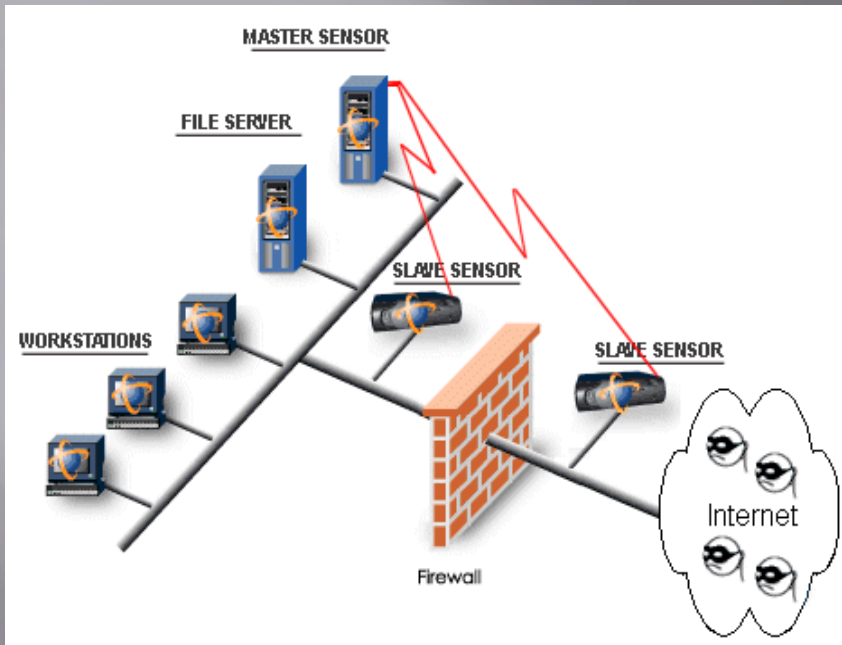 MASTER SENSOR
FILE SERVER
SLAVE SENSOR
WORKSTATIONS
SLAVE SENSOR
Internet
Firewall